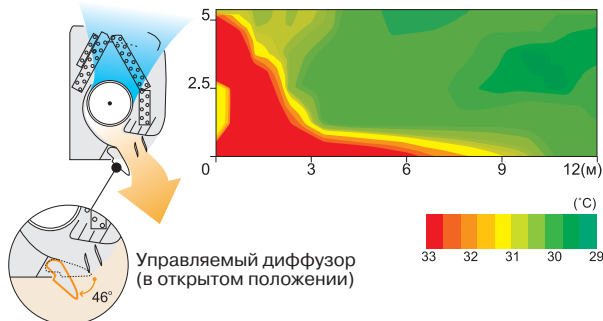 5
2.5
0 3 6 9 12(м)
(˚C)
33 32 31 30 29
Управляемый диффузор
(в открытом положении)
46°